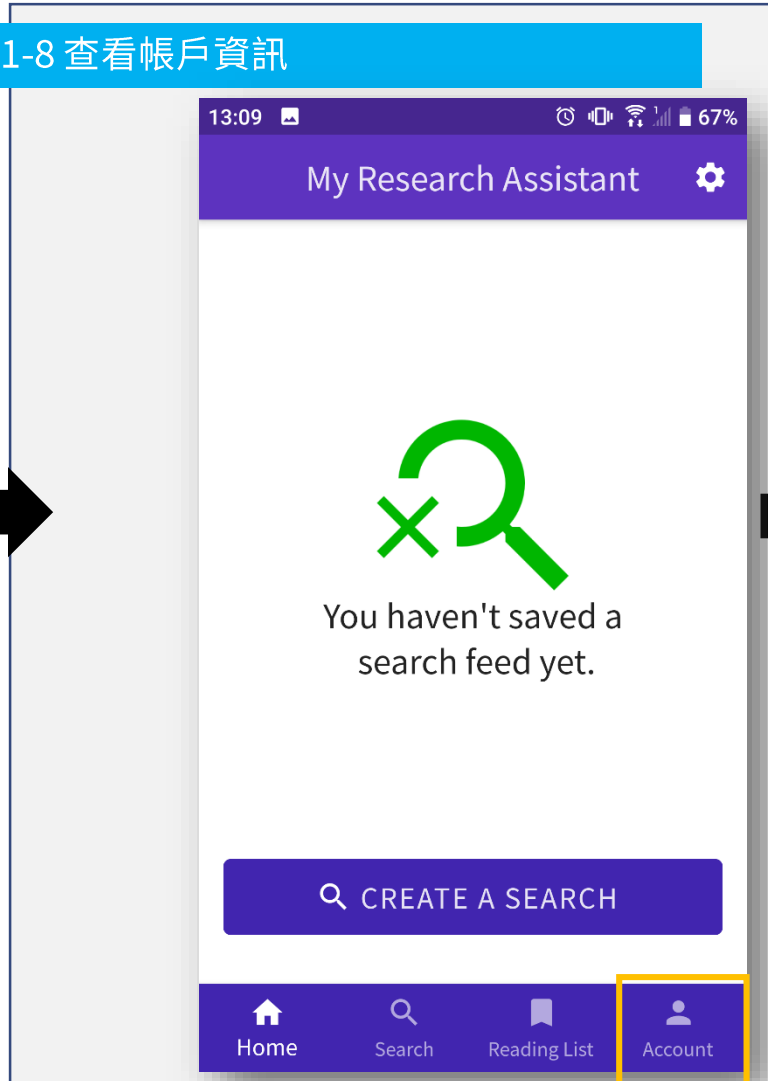 1-8 查看帳戶資訊
13:09 67%
My Research Assistant
You haven't saved a
search feed yet.
CREATE A SEARCH
Home Search Reading List Account